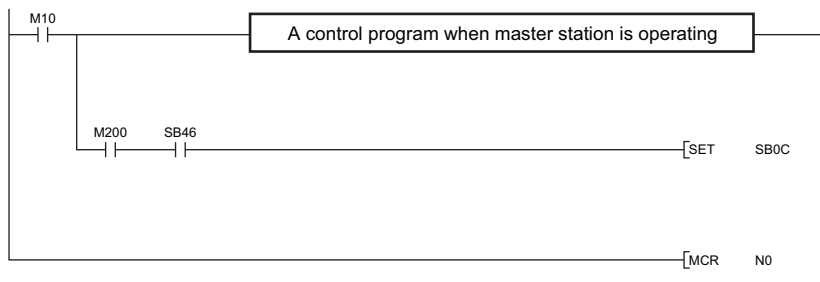 M10
A control program when master station is operating
M200 SB46
SET SB0C
MCR N0